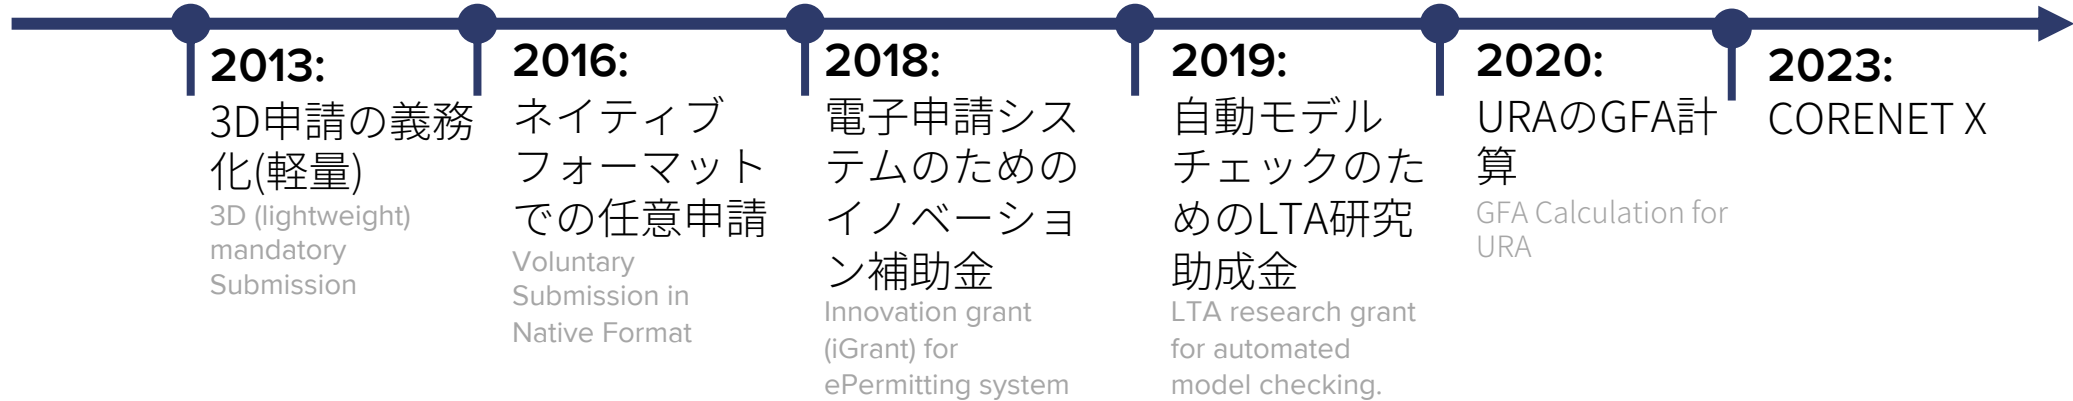 2013:
3D申請の義務
化(軽量)
3D (lightweight)
mandatory
Submission
2016:
ネイティブ
フォーマット
での任意申請
Voluntary
Submission in
Native Format
2018:
電子申請シス
テムのための
イノベーショ
ン補助金
Innovation grant
(iGrant) for
ePermitting system
2019:
自動モデル
チェックのた
めのLTA研究
助成金
LTA research grant
for automated
model checking.
2020:
URAのGFA計
算
GFA Calculation for
URA
2023:
CORENET X